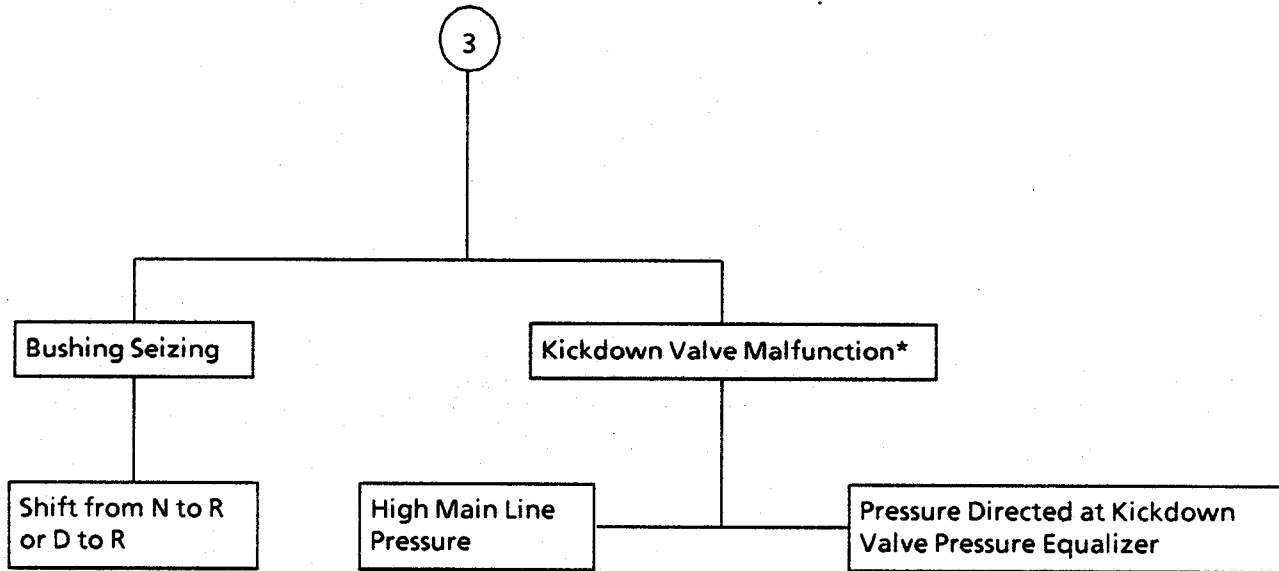 3
Bushing Seizing
Kickdown Valve Malfunction*
Shift from N to R
or D to R
High Main Line
Pressure
Pressure Directed at Kickdown
Valve Pressure Equalizer